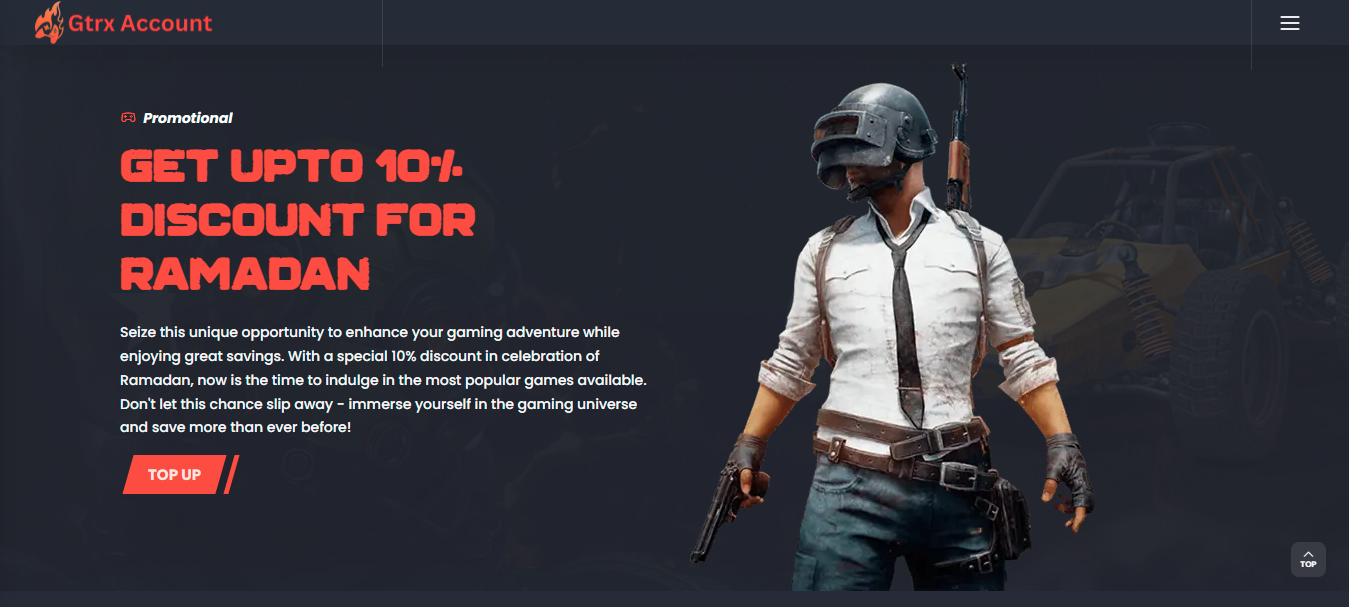 Gtrx Account
Promotional
GET UPTO 10%
DISCOUNT FOR
RAMADAN
Seize this unique opportunity to enhance your gaming adventure while
enjoying great savings. With a special 10% discount in celebration of
Ramadan, now is the time to indulge in the most popular games available.
Don't let this chance slip away - immerse yourself in the gaming universe
and save more than ever before!
TOP UP
TOP